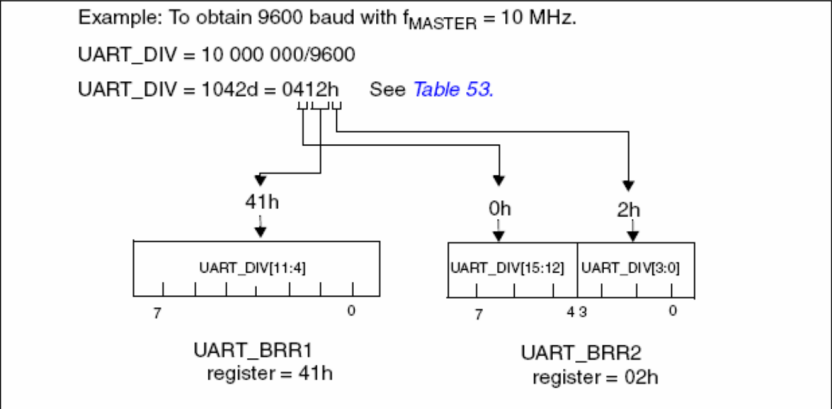 Example: To obtain 9600 baud with fMASTER = 10 MHz.
UART_DIV = 10 000 000/9600
UART_DIV = 1042d = 0412h See Table 53.
41h
0h
2h
UART_DIV[11:4]
UART_DIV[15:12]
UART_DIV[3:0]
7
0
7
4 3
0
UART_BRR1
register = 41h
UART_BRR2
register = 02h